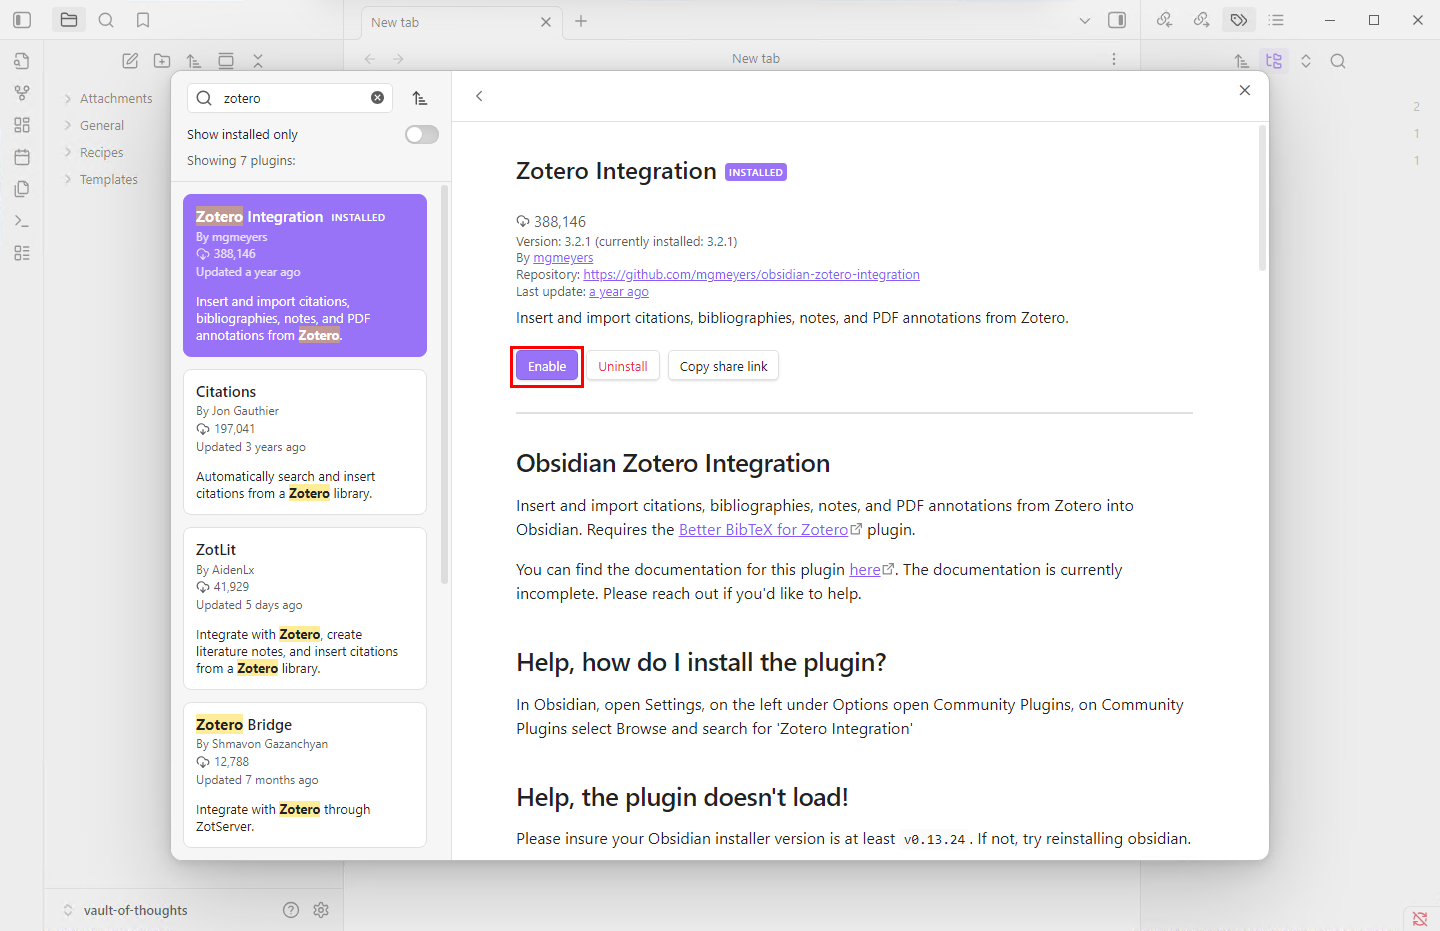 New tab
New tab
Attachments
General
Recipes
Templates
2
1
1
zotero
Show installed only
Showing 7 plugins:
Zotero Integration INSTALLED
By mgmeyers
388,146
Updated a year ago
Insert and import citations,
bibliographies, notes, and PDF
annotations from Zotero.
Citations
By Jon Gauthier
197,041
Updated 3 years ago
Automatically search and insert
citations from a Zotero library.
ZotLit
By AidenLx
41,929
Updated 5 days ago
Integrate with Zotero, create
literature notes, and insert citations
from a Zotero library.
Zotero Bridge
By Shmavon Gazanchyan
12,788
Updated 7 months ago
Integrate with Zotero through
ZotServer.
Zotero Integration INSTALLED
388,146
Version: 3.2.1 (currently installed: 3.2.1)
By mgmeyers
Repository: https://github.com/mgmeyers/obsidian-zotero-integration
Last update: a year ago
Insert and import citations, bibliographies, notes, and PDF annotations from Zotero.
Enable Uninstall Copy share link
Obsidian Zotero Integration
Insert and import citations, bibliographies, notes, and PDF annotations from Zotero into
Obsidian. Requires the Better BibTeX for Zotero plugin.
You can find the documentation for this plugin here. The documentation is currently
incomplete. Please reach out if you'd like to help.
Help, how do I install the plugin?
In Obsidian, open Settings, on the left under Options open Community Plugins, on Community
Plugins select Browse and search for 'Zotero Integration'
Help, the plugin doesn't load!
Please insure your Obsidian installer version is at least v0.13.24. If not, try reinstalling obsidian.
vault-of-thoughts